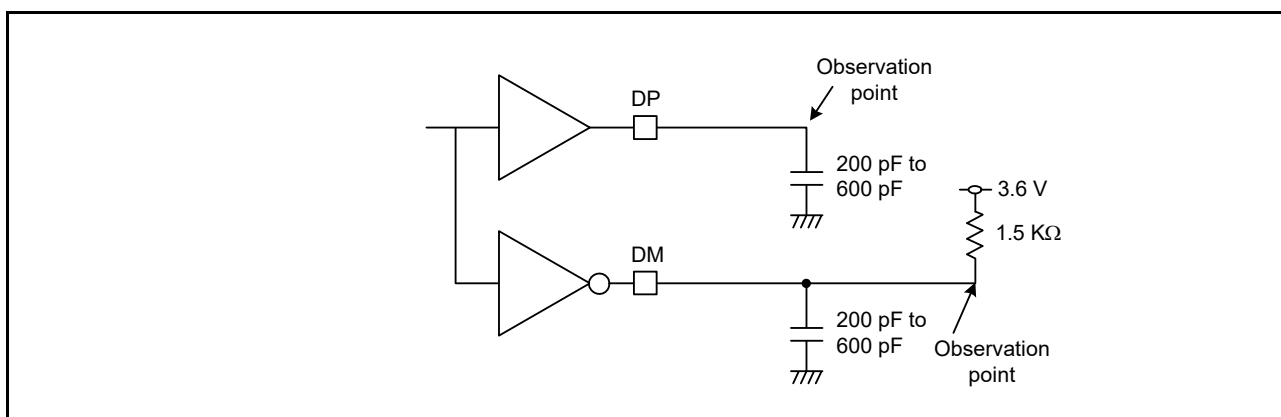 Observation
point
DP
200 pF to
600 pF
3.6 V
1.5 KΩ
DM
200 pF to
600 pF
Observation
point